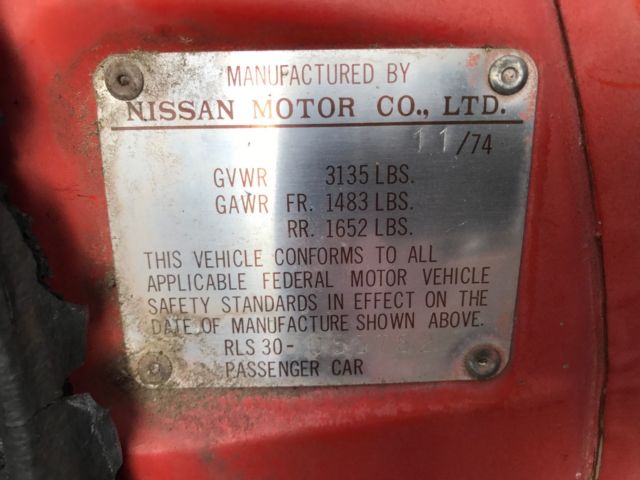 MANUFACTURED BY
NISSAN MOTOR CO., LTD.
11/74
GVWR 3135 LBS.
GAWR FR. 1483 LBS.
RR. 1652 LBS.
THIS VEHICLE CONFORMS TO ALL
APPLICABLE FEDERAL MOTOR VEHICLE
SAFETY STANDARDS IN EFFECT ON THE
DATE OF MANUFACTURE SHOWN ABOVE.
RLS 30-
PASSENGER CAR